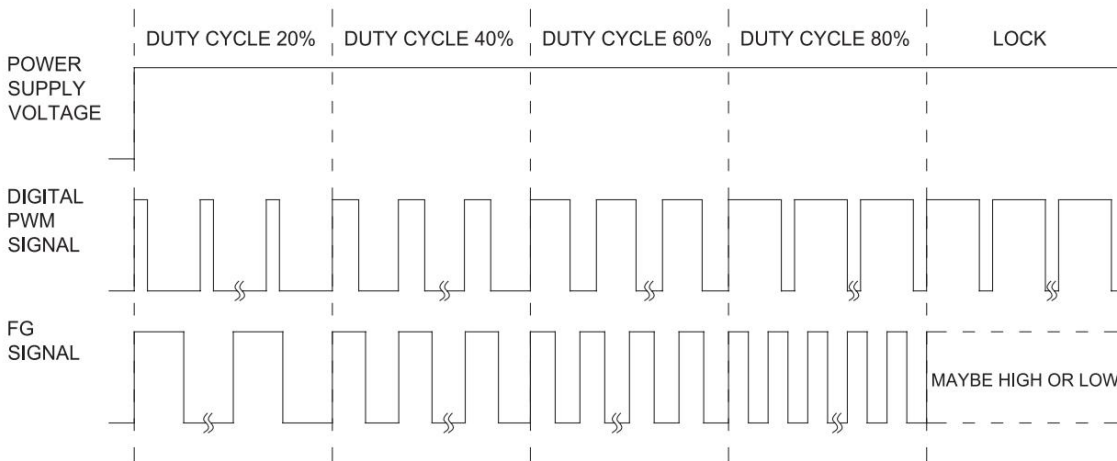 DUTY CYCLE 20%
DUTY CYCLE 40%
DUTY CYCLE 60%
DUTY CYCLE 80%
LOCK
POWER
SUPPLY
VOLTAGE
DIGITAL
PWM
SIGNAL
FG
SIGNAL
MAYBE HIGH OR LOW